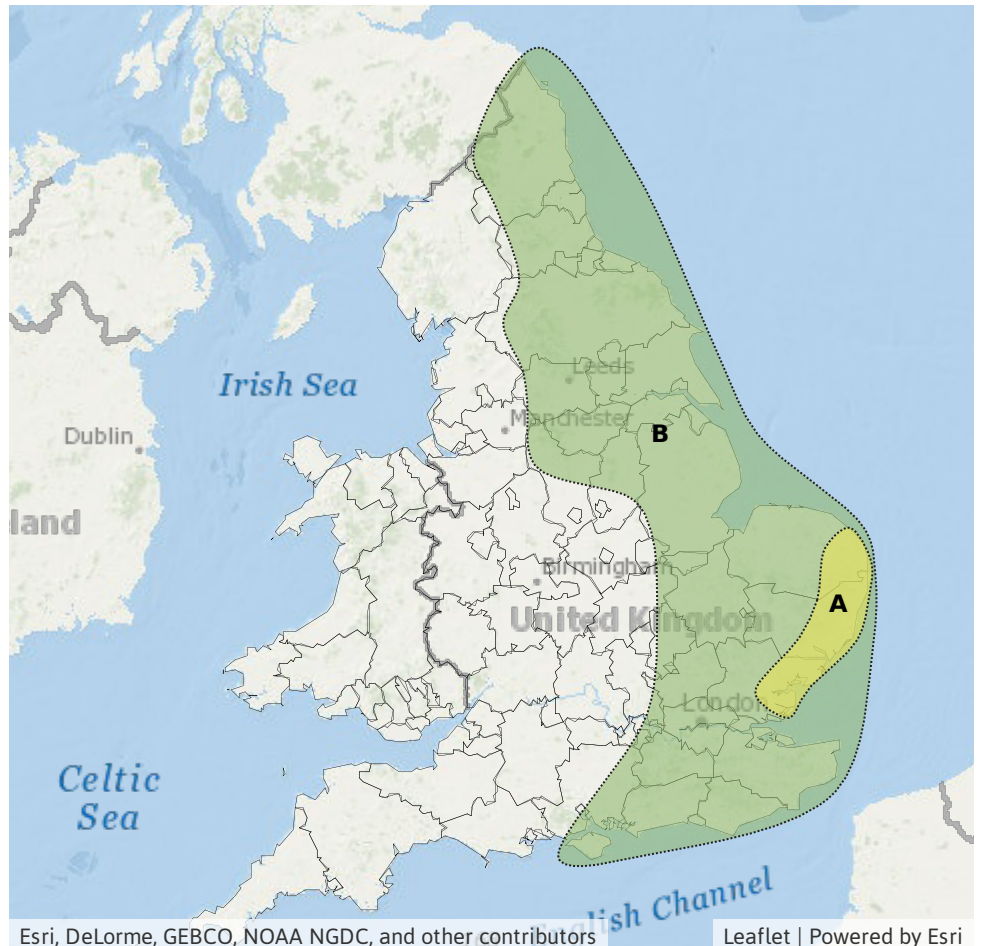 Leeds
Irish Sea
Manchester
B
Dublin
land
Birmingham
A
United Kingdom
London
Celtic
Sea
English Channel
Esri, DeLorme, GEBCO, NOAA NGDC, and other contributors
Leaflet | Powered by Esri